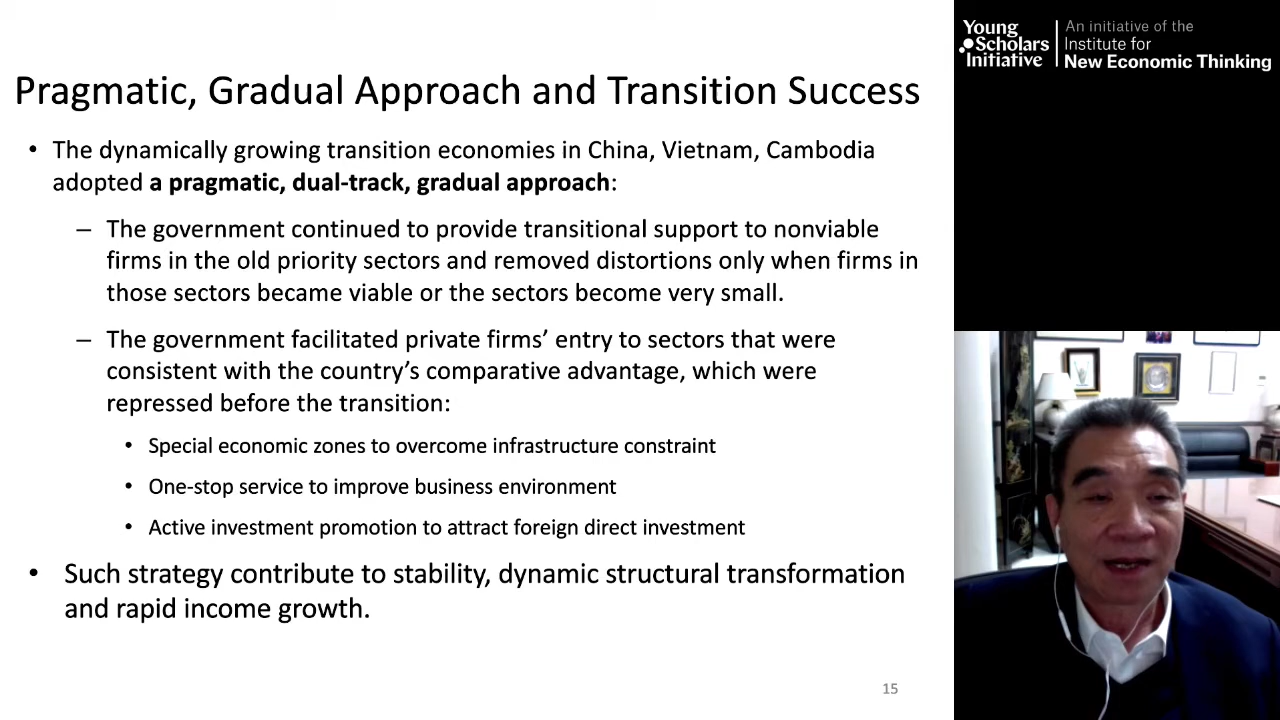 Pragmatic, Gradual Approach and Transition Success
• The dynamically growing transition economies in China, Vietnam, Cambodia
adopted a pragmatic, dual-track, gradual approach:
– The government continued to provide transitional support to nonviable
firms in the old priority sectors and removed distortions only when firms in
those sectors became viable or the sectors become very small.
– The government facilitated private firms’ entry to sectors that were
consistent with the country’s comparative advantage, which were
repressed before the transition:
• Special economic zones to overcome infrastructure constraint
• One-stop service to improve business environment
• Active investment promotion to attract foreign direct investment
• Such strategy contribute to stability, dynamic structural transformation
and rapid income growth.
15
Young
Scholars
Initiative
An initiative of the
Institute for
New Economic Thinking